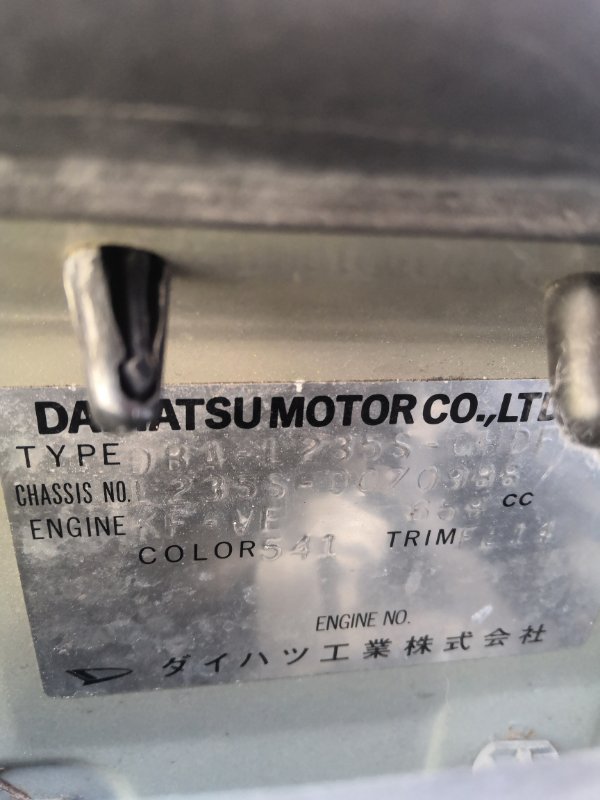 DAIHATSU MOTOR CO., LTD
TYPE DBA-L235S-
CHASSIS NO. L235S-
ENGINE KF-VE 658 CC
COLOR S41 TRIM
ENGINE NO.
ダイハツ工業株式会社